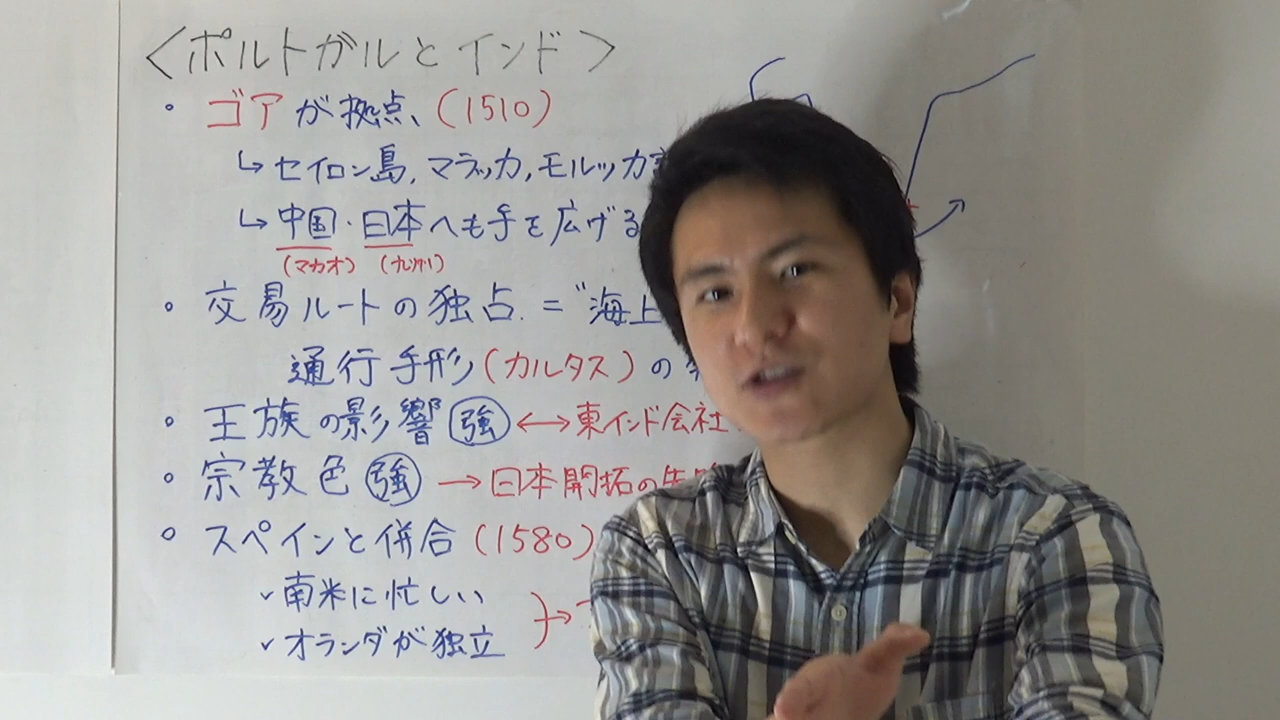 <ポルトガルとインド>
・ゴアが拠点、(1510)
↳セイロン島,マラッカ,モルッカ
↳中国・日本へも手を広げる
(マカオ) (九州)
・交易ルートの独占.="海上
通行手形(カルタス)の
・王族の影響 強 ↔東インド会社
・宗教色 強 →日本開拓の
・スペインと併合(1580)
✓南米に忙しい
✓オランダが独立
}→